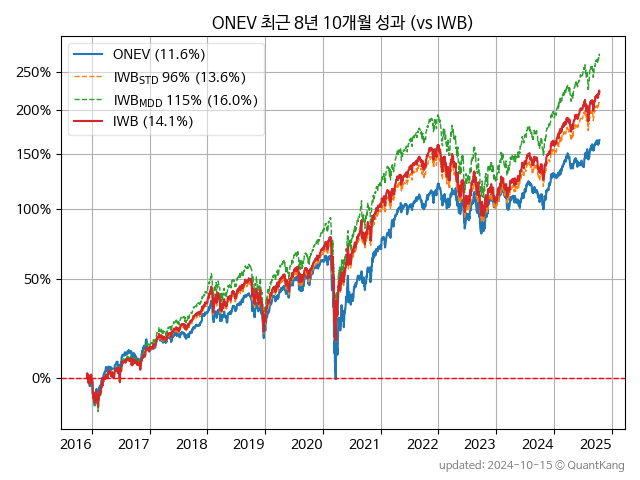 ONEV 최근 8년 10개월 성과 (vs IWB)
ONEV (11.6%)
IWB_STD 96% (13.6%)
IWB_MDD 115% (16.0%)
IWB (14.1%)
250%
200%
150%
100%
50%
0%
2016 2017 2018 2019 2020 2021 2022 2023 2024 2025
updated: 2024-10-15 © QuantKang